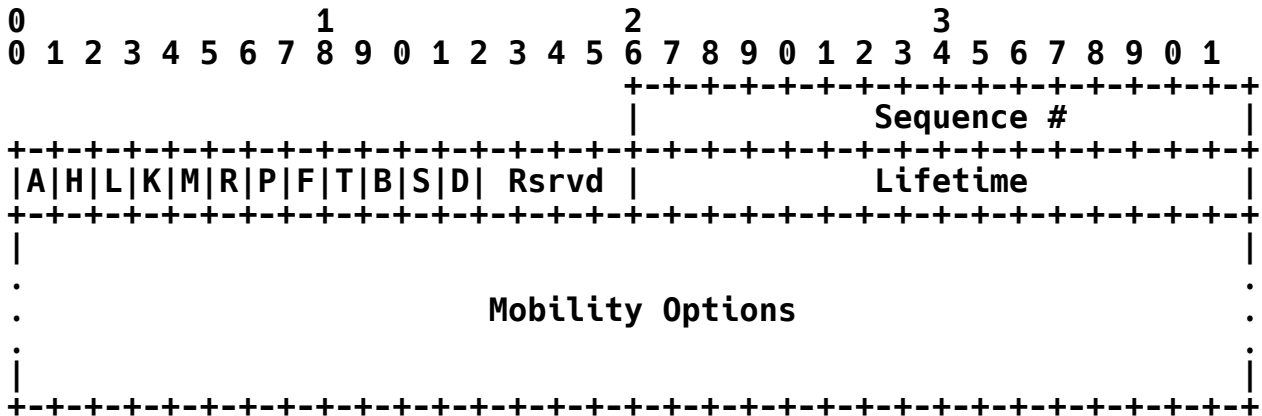 0               1               2               3
0 1 2 3 4 5 6 7 8 9 0 1 2 3 4 5 6 7 8 9 0 1 2 3 4 5 6 7 8 9 0 1
                                +-+-+-+-+-+-+-+-+-+-+-+-+-+-+-+-+
                                |            Sequence #         |
+-+-+-+-+-+-+-+-+-+-+-+-+-+-+-+-+-+-+-+-+-+-+-+-+-+-+-+-+-+-+-+-+
|A|H|L|K|M|R|P|F|T|B|S|D| Rsrvd |            Lifetime           |
+-+-+-+-+-+-+-+-+-+-+-+-+-+-+-+-+-+-+-+-+-+-+-+-+-+-+-+-+-+-+-+-+
|                                                               |
.                                                               .
.                        Mobility Options                       .
.                                                               .
|                                                               |
+-+-+-+-+-+-+-+-+-+-+-+-+-+-+-+-+-+-+-+-+-+-+-+-+-+-+-+-+-+-+-+-+